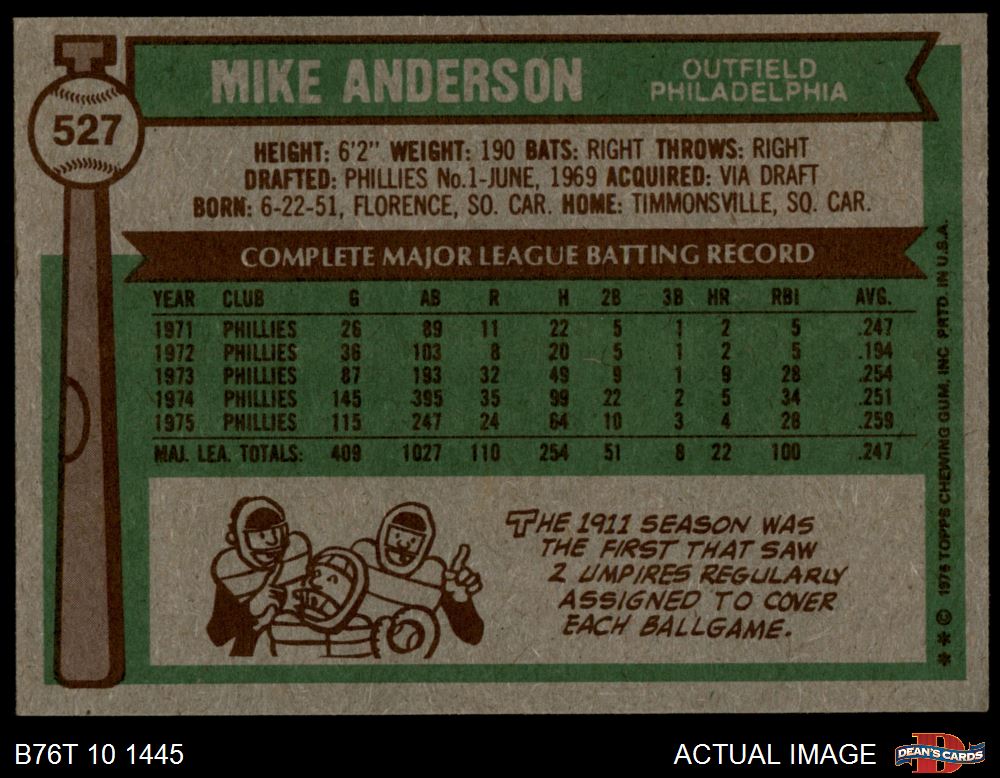 527
MIKE ANDERSON
OUTFIELD
PHILADELPHIA
HEIGHT: 6'2" WEIGHT: 190 BATS: RIGHT THROWS: RIGHT
DRAFTED: PHILLIES No.1-JUNE, 1969 ACQUIRED: VIA DRAFT
BORN: 6-22-51, FLORENCE, SO. CAR. HOME: TIMMONSVILLE, SO. CAR.
COMPLETE MAJOR LEAGUE BATTING RECORD
YEAR CLUB G AB R H 2B 3B HR RBI AVG.
1971 PHILLIES 26 89 11 22 5 1 2 5 .247
1972 PHILLIES 36 103 8 20 5 1 2 5 .194
1973 PHILLIES 87 193 32 49 9 1 9 28 .254
1974 PHILLIES 145 395 35 99 22 2 5 34 .251
1975 PHILLIES 115 247 24 64 10 3 4 28 .259
MAJ. LEA. TOTALS: 409 1027 110 254 51 8 22 100 .247
THE 1911 SEASON WAS
THE FIRST THAT SAW
2 UMPIRES REGULARLY
ASSIGNED TO COVER
EACH BALLGAME.
* * © 1976 TOPPS CHEWING GUM, INC PRTD. IN U.S.A.
B76T 10 1445
ACTUAL IMAGE
DEAN'S CARDS